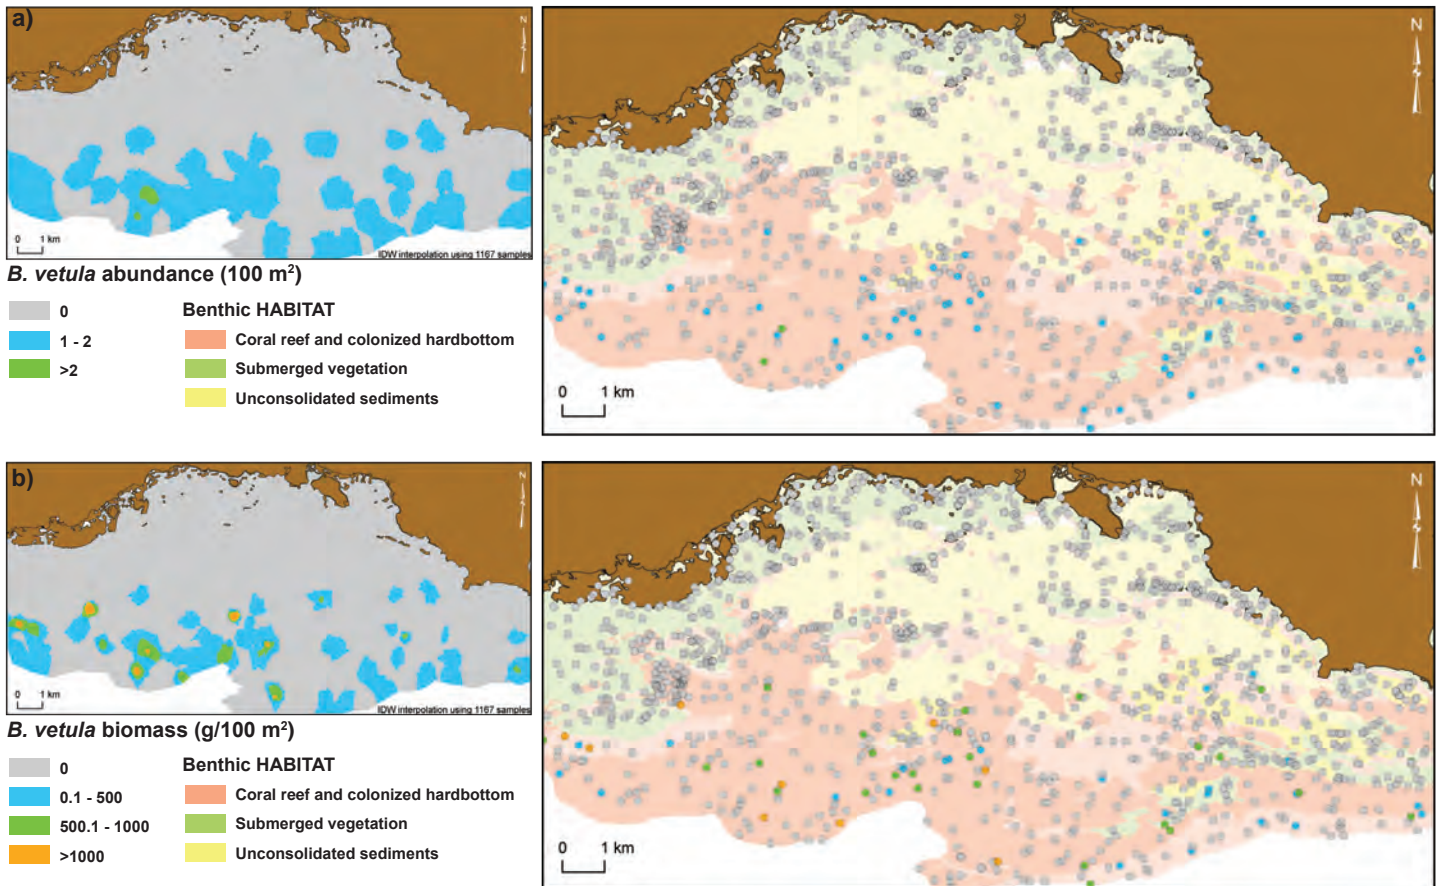 a)
N
0 1 km
IDW interpolation using 1167 samples
B. vetula abundance (100 m²)
0
1 - 2
>2
Benthic HABITAT
Coral reef and colonized hardbottom
Submerged vegetation
Unconsolidated sediments
N
0 1 km
b)
N
0 1 km
IDW interpolation using 1167 samples
B. vetula biomass (g/100 m²)
0
0.1 - 500
500.1 - 1000
>1000
Benthic HABITAT
Coral reef and colonized hardbottom
Submerged vegetation
Unconsolidated sediments
N
0 1 km